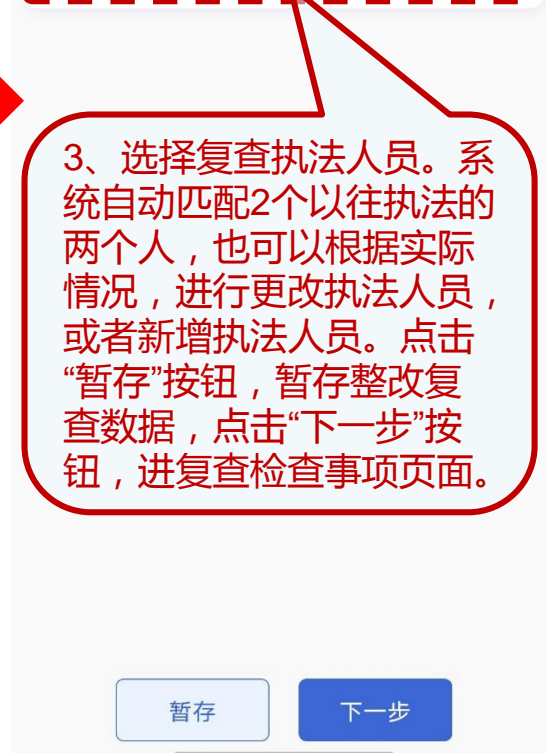 3、选择复查执法人员。系
统自动匹配2个以往执法的
两个人，也可以根据实际
情况，进行更改执法人员，
或者新增执法人员。点击
“暂存”按钮，暂存整改复
查数据，点击“下一步”按
钮，进复查检查事项页面。
暂存
下一步